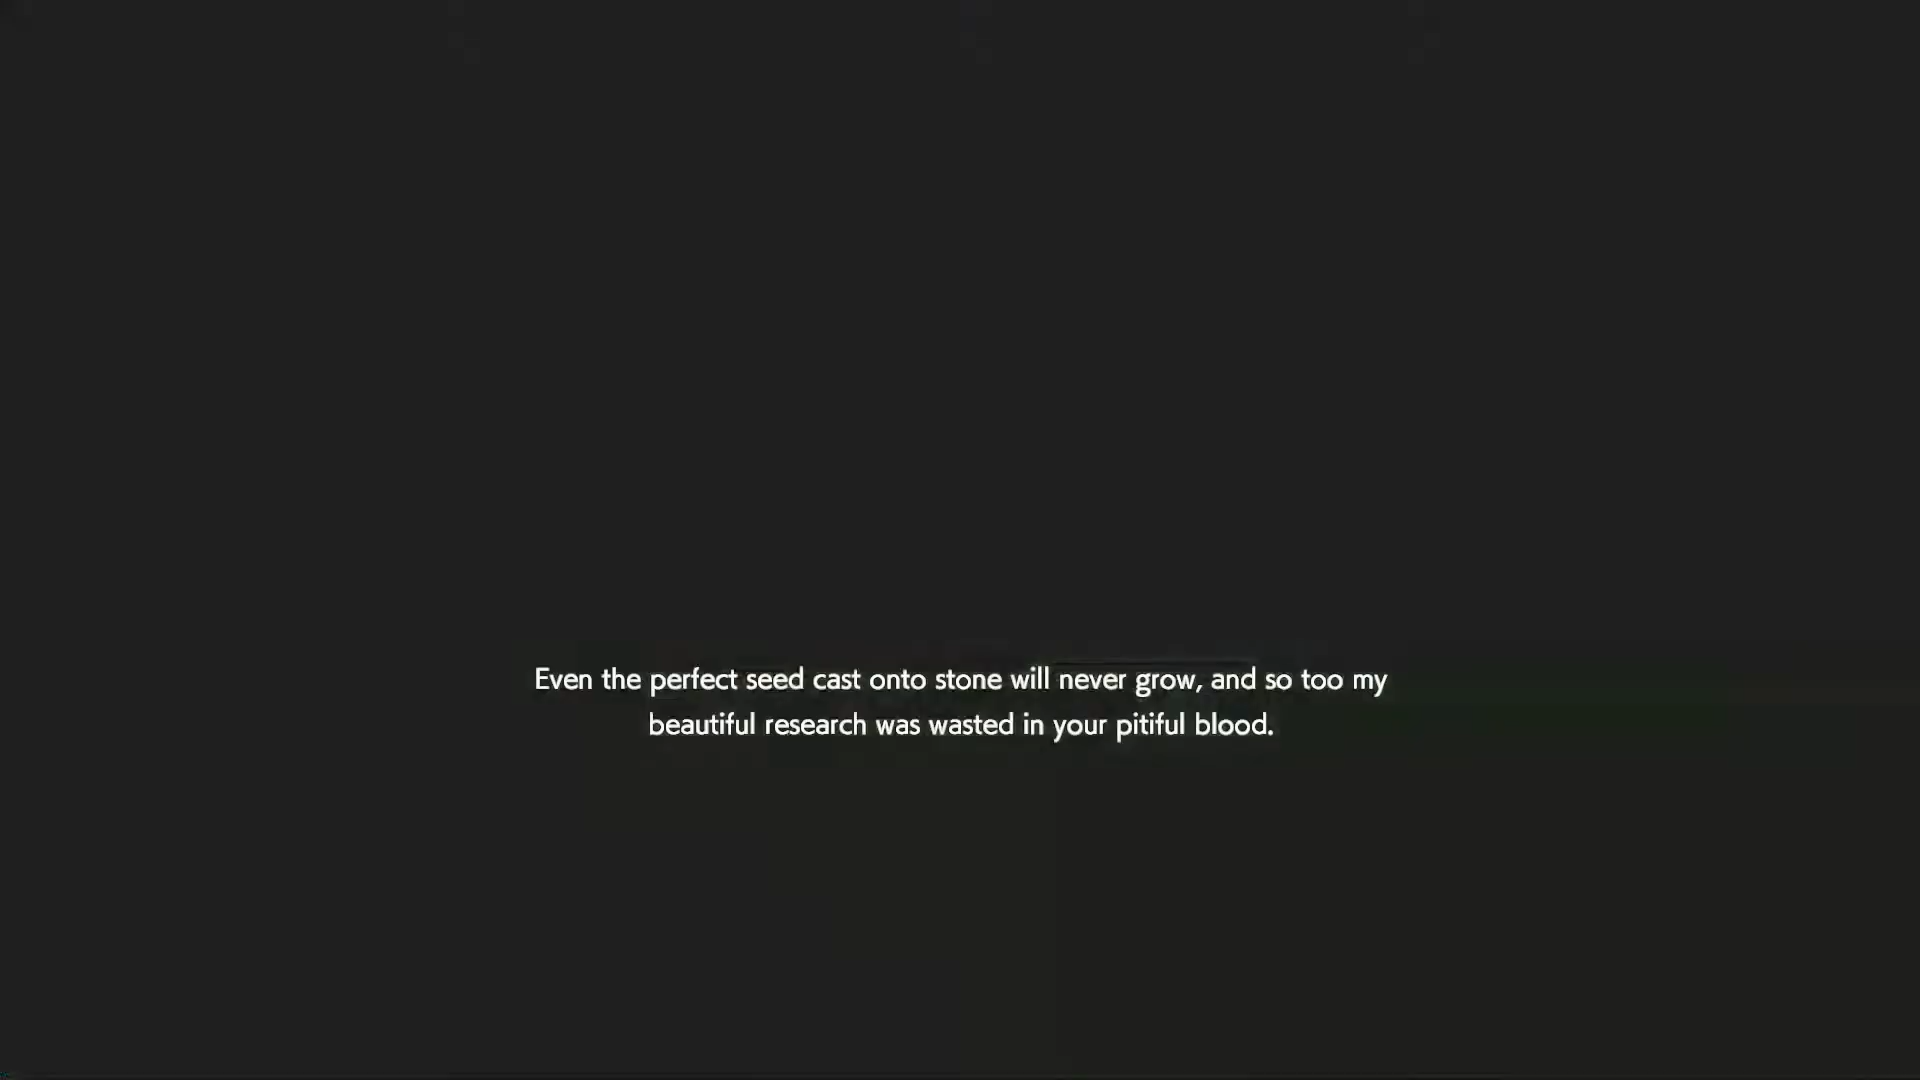 Even the perfect seed cast onto stone will never grow, and so too my
beautiful research was wasted in your pitiful blood.